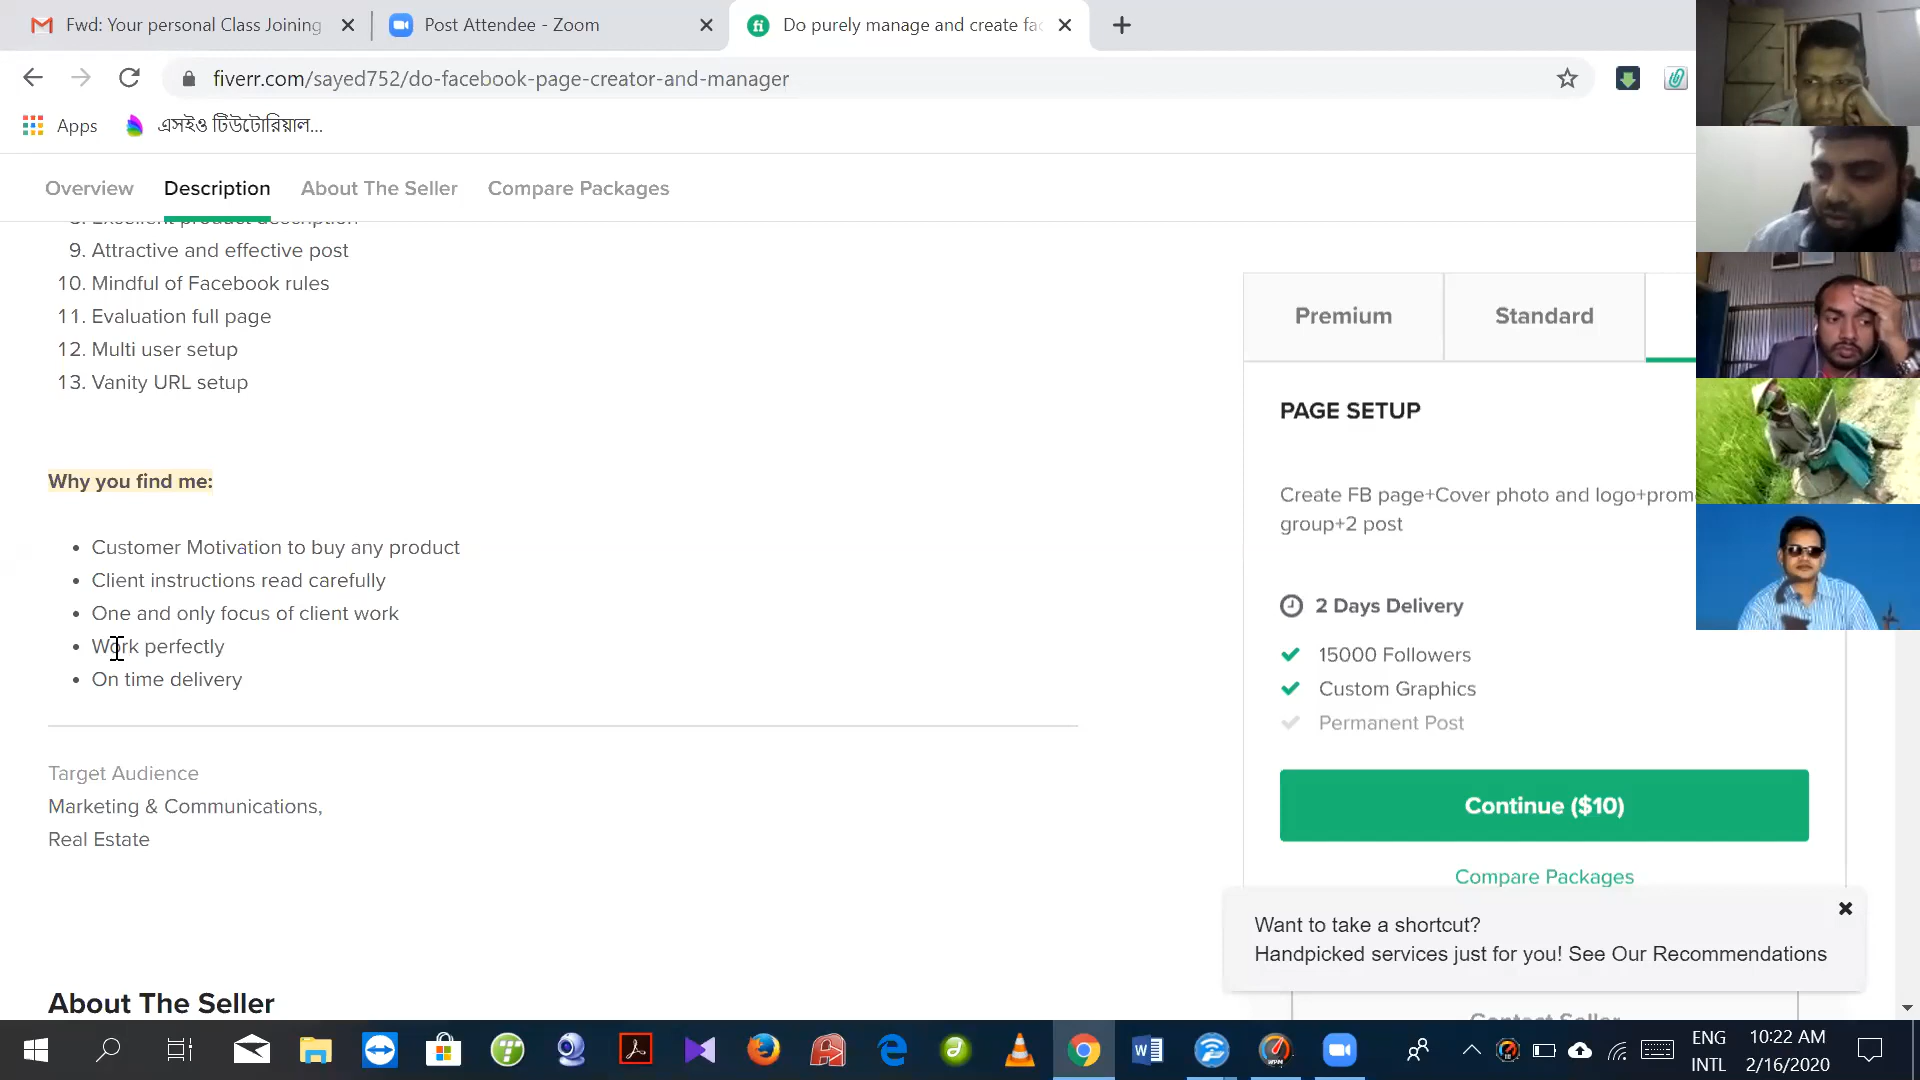 Fwd: Your personal Class Joining
Post Attendee - Zoom
Do purely manage and create fac
fiverr.com/sayed752/do-facebook-page-creator-and-manager
Apps
এসইও টিউটোরিয়াল...
Overview
Description
About The Seller
Compare Packages
8. Excellent product description
9. Attractive and effective post
10. Mindful of Facebook rules
11. Evaluation full page
12. Multi user setup
13. Vanity URL setup
Why you find me:
• Customer Motivation to buy any product
• Client instructions read carefully
• One and only focus of client work
• Work perfectly
• On time delivery
Target Audience
Marketing & Communications,
Real Estate
About The Seller
Premium
Standard
PAGE SETUP
Create FB page+Cover photo and logo+prom
group+2 post
2 Days Delivery
15000 Followers
Custom Graphics
Permanent Post
Continue ($10)
Compare Packages
Want to take a shortcut?
Handpicked services just for you! See Our Recommendations
Contact Seller
ENG
INTL
10:22 AM
2/16/2020